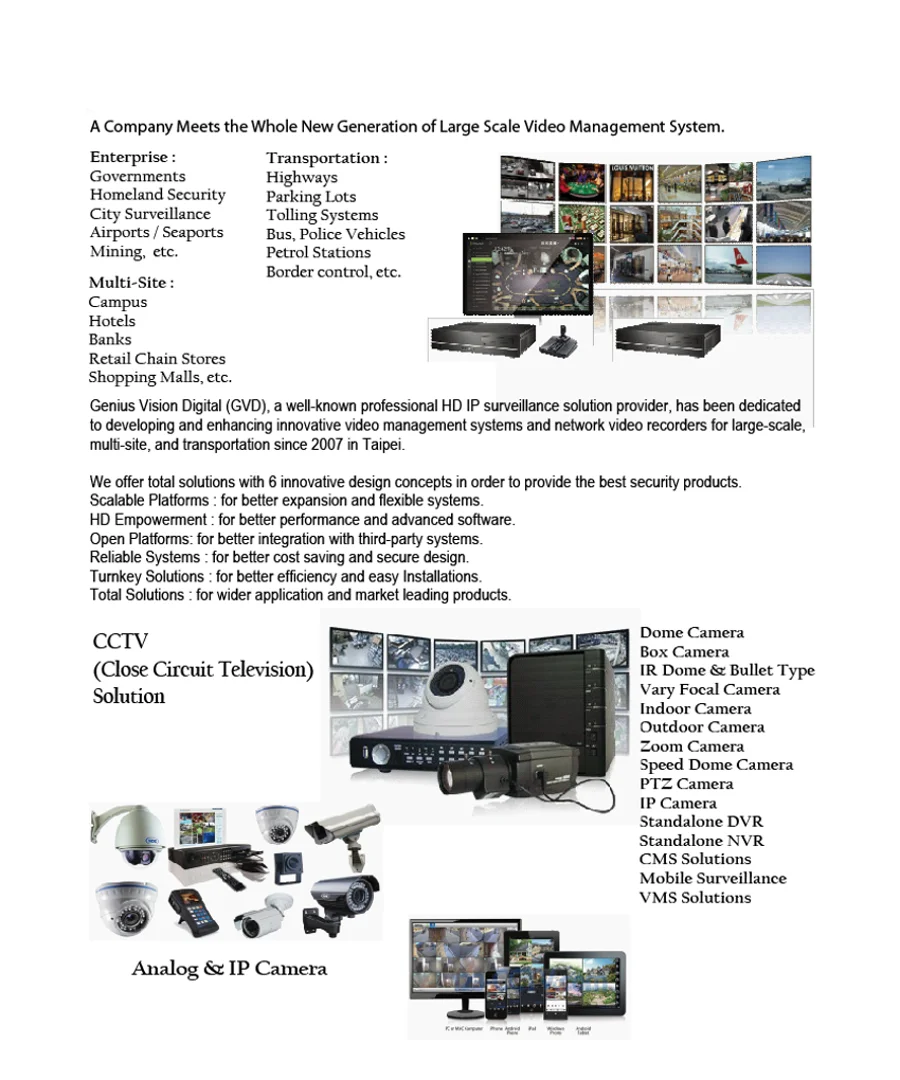 A Company Meets the Whole New Generation of Large Scale Video Management System.
Enterprise :
Governments
Homeland Security
City Surveillance
Airports / Seaports
Mining, etc.
Multi-Site :
Campus
Hotels
Banks
Retail Chain Stores
Shopping Malls, etc.
Transportation :
Highways
Parking Lots
Tolling Systems
Bus, Police Vehicles
Petrol Stations
Border control, etc.
LOUIS VUITTON
Genius Vision Digital (GVD), a well-known professional HD IP surveillance solution provider, has been dedicated
to developing and enhancing innovative video management systems and network video recorders for large-scale,
multi-site, and transportation since 2007 in Taipei.
We offer total solutions with 6 innovative design concepts in order to provide the best security products.
Scalable Platforms : for better expansion and flexible systems.
HD Empowerment : for better performance and advanced software.
Open Platforms: for better integration with third-party systems.
Reliable Systems : for better cost saving and secure design.
Turnkey Solutions : for better efficiency and easy Installations.
Total Solutions : for wider application and market leading products.
CCTV
(Close Circuit Television)
Solution
Dome Camera
Box Camera
IR Dome & Bullet Type
Vary Focal Camera
Indoor Camera
Outdoor Camera
Zoom Camera
Speed Dome Camera
PTZ Camera
IP Camera
Standalone DVR
Standalone NVR
CMS Solutions
Mobile Surveillance
VMS Solutions
Analog & IP Camera
PC or MAC Computer
iPhone
Android
Phone
iPad
Windows
Phone
Android
Tablet